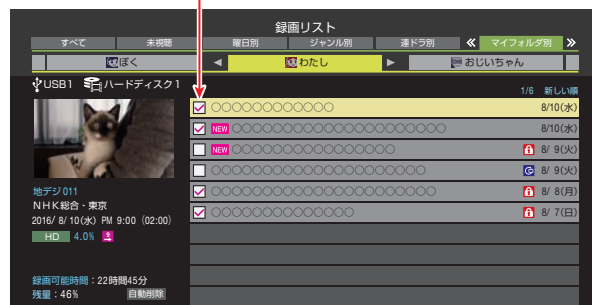 録画リスト
すべて 未視聴 曜日別 ジャンル別 連ドラ別 マイフォルダ別
ぼく わたし おじいちゃん
USB1 ハードディスク1
1/6 新しい順
○○○○○○○○○○○○ 8/10(水)
NEW ○○○○○○○○○○○○○○○○○○○○○ 8/10(水)
NEW ○○○○○○○○○○○○○○○○ 8/ 9(火)
○○○○○○○○○○○○○○○○○○○○○ 8/ 9(火)
○○○○○○○○○○○○○○○○○○○○○○ 8/ 8(月)
○○○○○○○○○○○○○○ 8/ 7(日)
地デジ 011
NHK総合・東京
2016/ 8/ 10(水) PM 9:00 (02:00)
HD 4.0%
録画可能時間：22時間45分
残量：46% 自動削除